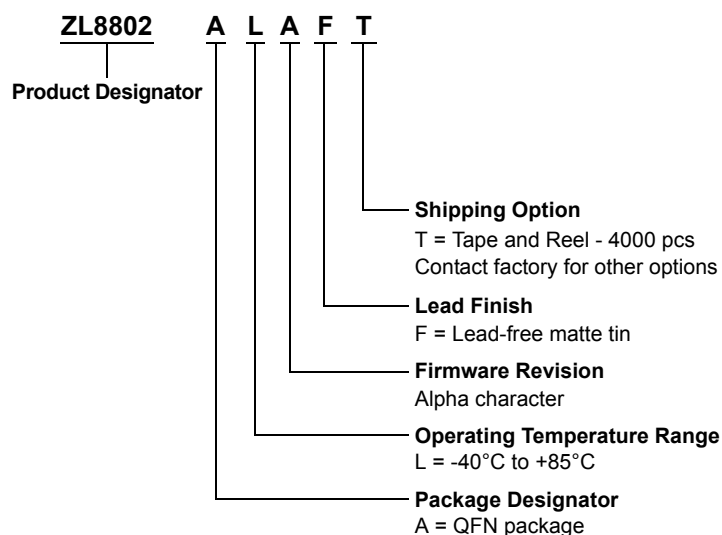 ZL8802 A L A F T
Product Designator
Shipping Option
T = Tape and Reel - 4000 pcs
Contact factory for other options
Lead Finish
F = Lead-free matte tin
Firmware Revision
Alpha character
Operating Temperature Range
L = -40°C to +85°C
Package Designator
A = QFN package